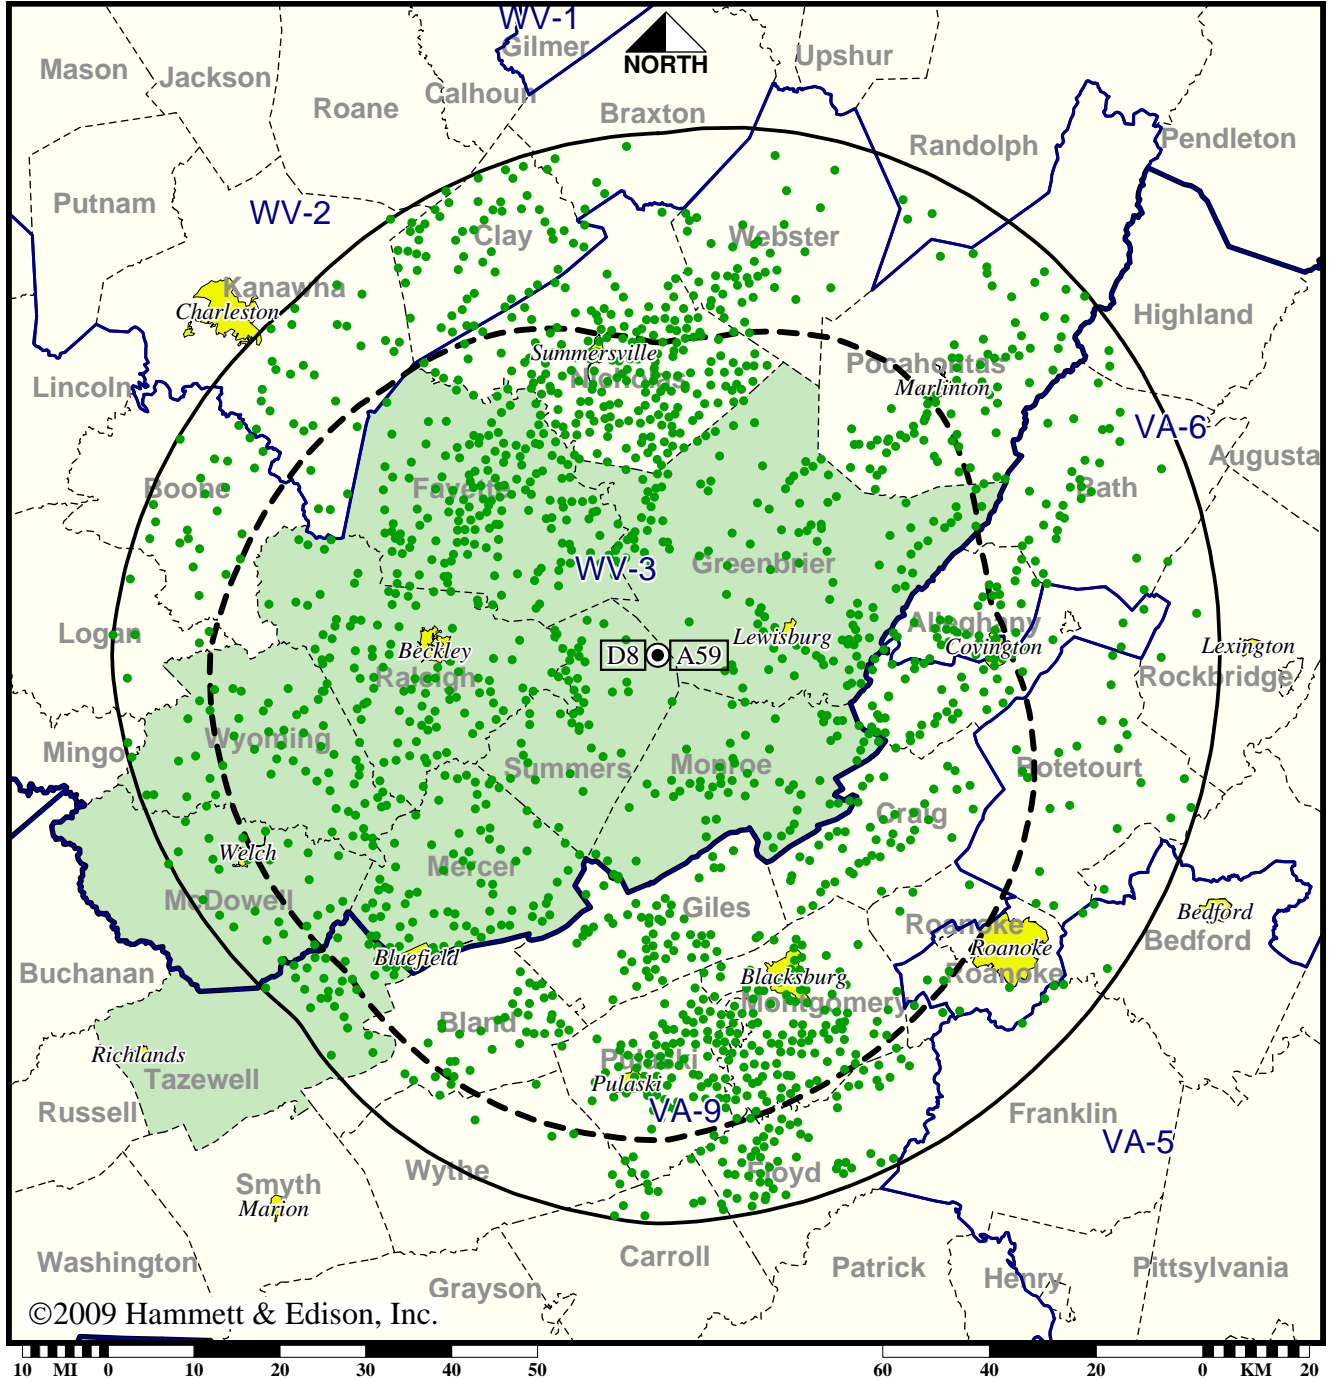 WV-1
Gilmer
Upshur
NORTH
Mason
Jackson
Calhoun
Roane
Braxton
Randolph
Pendleton
Putnam
WV-2
Clay
Webster
Kanawha
Charleston
Highland
Summersville
Nicholas
Pocahontas
Marlinton
Lincoln
VA-6
Augusta
Boone
Fayette
Bath
WV-3
Greenbrier
Logan
Alleghany
Lewisburg
Covington
Lexington
Beckley
D8
A59
Raleigh
Rockbridge
Mingo
Wyoming
Summers
Monroe
Botetourt
Craig
Welch
Mercer
McDowell
Giles
Roanoke
Bedford
Roanoke
Bedford
Bluefield
Buchanan
Blacksburg
Roanoke
Montgomery
Bland
Richlands
Tazewell
Pulaski
Pulaski
Russell
VA-9
Franklin
VA-5
Wythe
Floyd
Smyth
Marion
Washington
Carroll
Patrick
Henry
Pittsylvania
Grayson
©2009 Hammett & Edison, Inc.
10 MI 0 10 20 30 40 50 60 40 20 0 KM 20